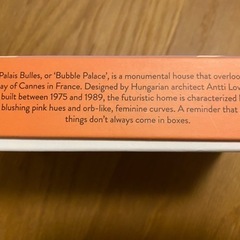 Palais Bulles, or 'Bubble Palace', is a monumental house that overloo
ay of Cannes in France. Designed by Hungarian architect Antti Lov
built between 1975 and 1989, the futuristic home is characterized b
blushing pink hues and orb-like, feminine curves. A reminder that
things don't always come in boxes.